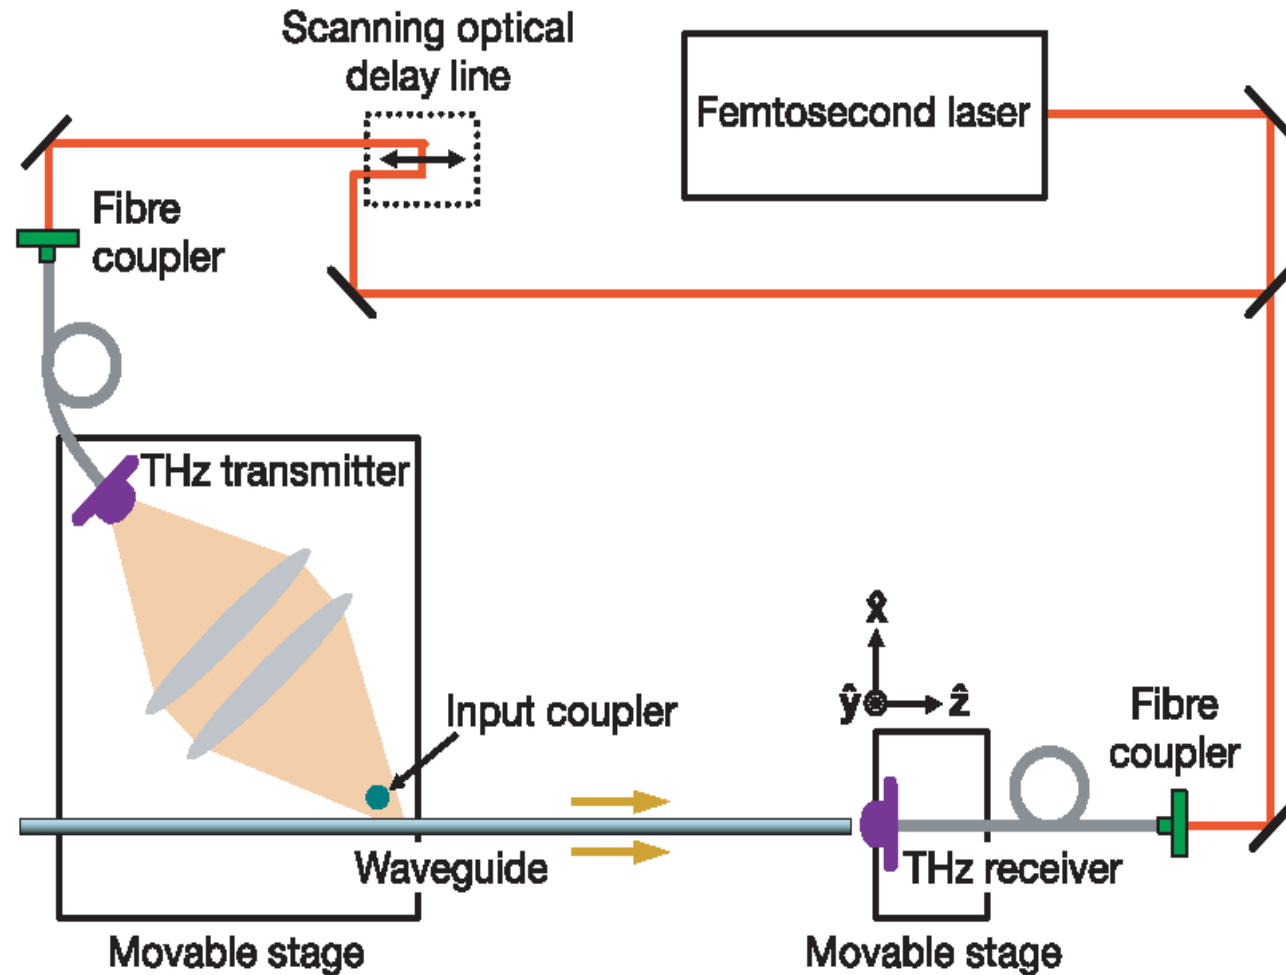 Scanning optical
delay line
Femtosecond laser
Fibre
coupler
THz transmitter
Input coupler
x̂
ŷ
ẑ
Fibre
coupler
Waveguide
THz receiver
Movable stage
Movable stage